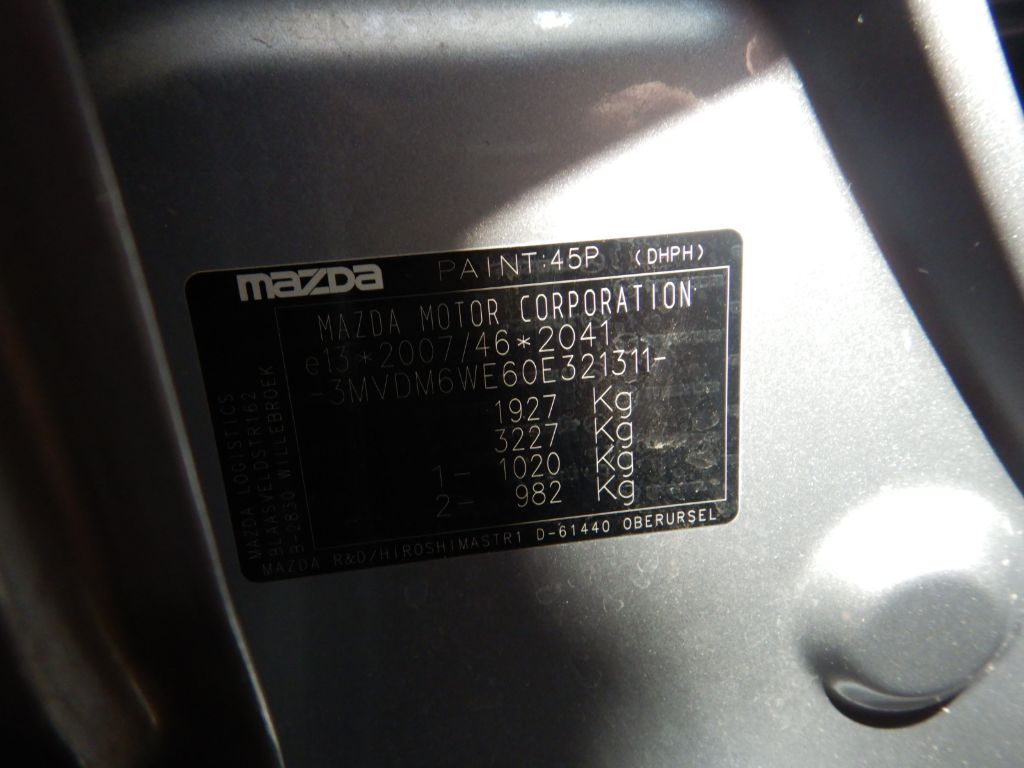 mazda PAINT:45P (DHPH)
MAZDA MOTOR CORPORATION
e13*2007/46*2041
-3MVDM6WE60E321311-
1927 Kg
3227 Kg
1- 1020 Kg
2- 982 Kg
MAZDA LOGISTICS
BLAASVELDSTR162
B-2830 WILLEBROEK
MAZDA R&D/HIROSHIMASTR1 D-61440 OBERURSEL